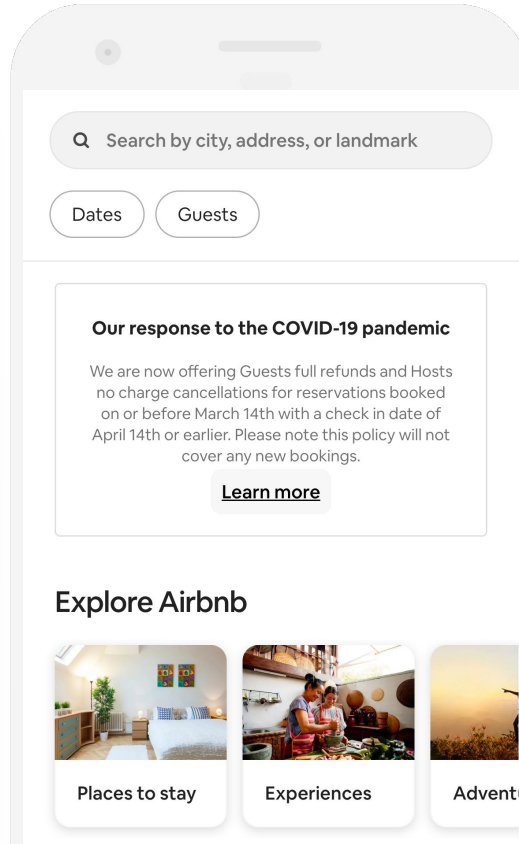 Search by city, address, or landmark
Dates
Guests
Our response to the COVID-19 pandemic
We are now offering Guests full refunds and Hosts
no charge cancellations for reservations booked
on or before March 14th with a check in date of
April 14th or earlier. Please note this policy will not
cover any new bookings.
Learn more
Explore Airbnb
Places to stay
Experiences